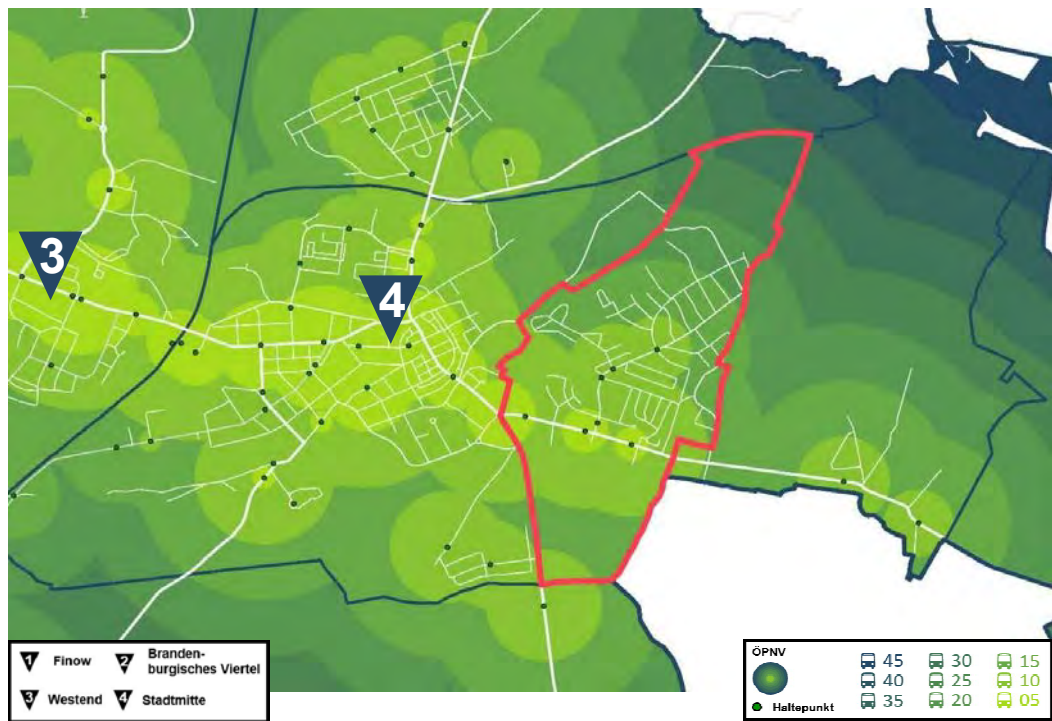 3
4
1 Finow 2 Branden-
burgisches Viertel
3 Westend 4 Stadtmitte
ÖPNV
Haltepunkt
45 30 15
40 25 10
35 20 05